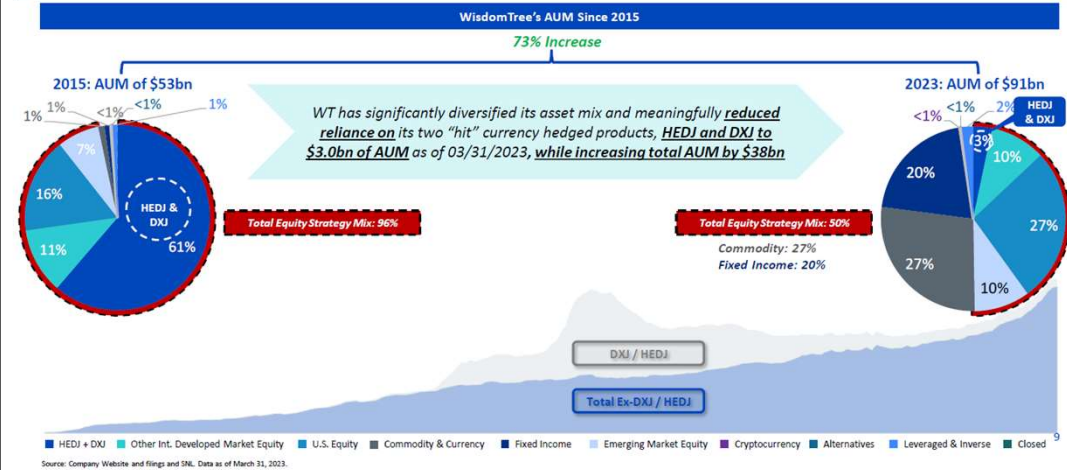 WisdomTree's AUM Since 2015
73% Increase
2015: AUM of $53bn
1%
1%
<1%
<1%
1%
7%
16%
11%
HEDJ &
DXJ
61%
Total Equity Strategy Mix: 96%
WT has significantly diversified its asset mix and meaningfully reduced
reliance on its two "hit" currency hedged products, HEDJ and DXJ to
$3.0bn of AUM as of 03/31/2023, while increasing total AUM by $38bn
2023: AUM of $91bn
<1%
<1%
2%
HEDJ
& DXJ
3%
10%
20%
27%
27%
10%
Total Equity Strategy Mix: 50%
Commodity: 27%
Fixed Income: 20%
DXJ / HEDJ
Total Ex-DXJ / HEDJ
HEDJ + DXJ Other Int. Developed Market Equity U.S. Equity Commodity & Currency Fixed Income Emerging Market Equity Cryptocurrency Alternatives Leveraged & Inverse Closed
9
Source: Company Website and filings and SNL. Data as of March 31, 2023.